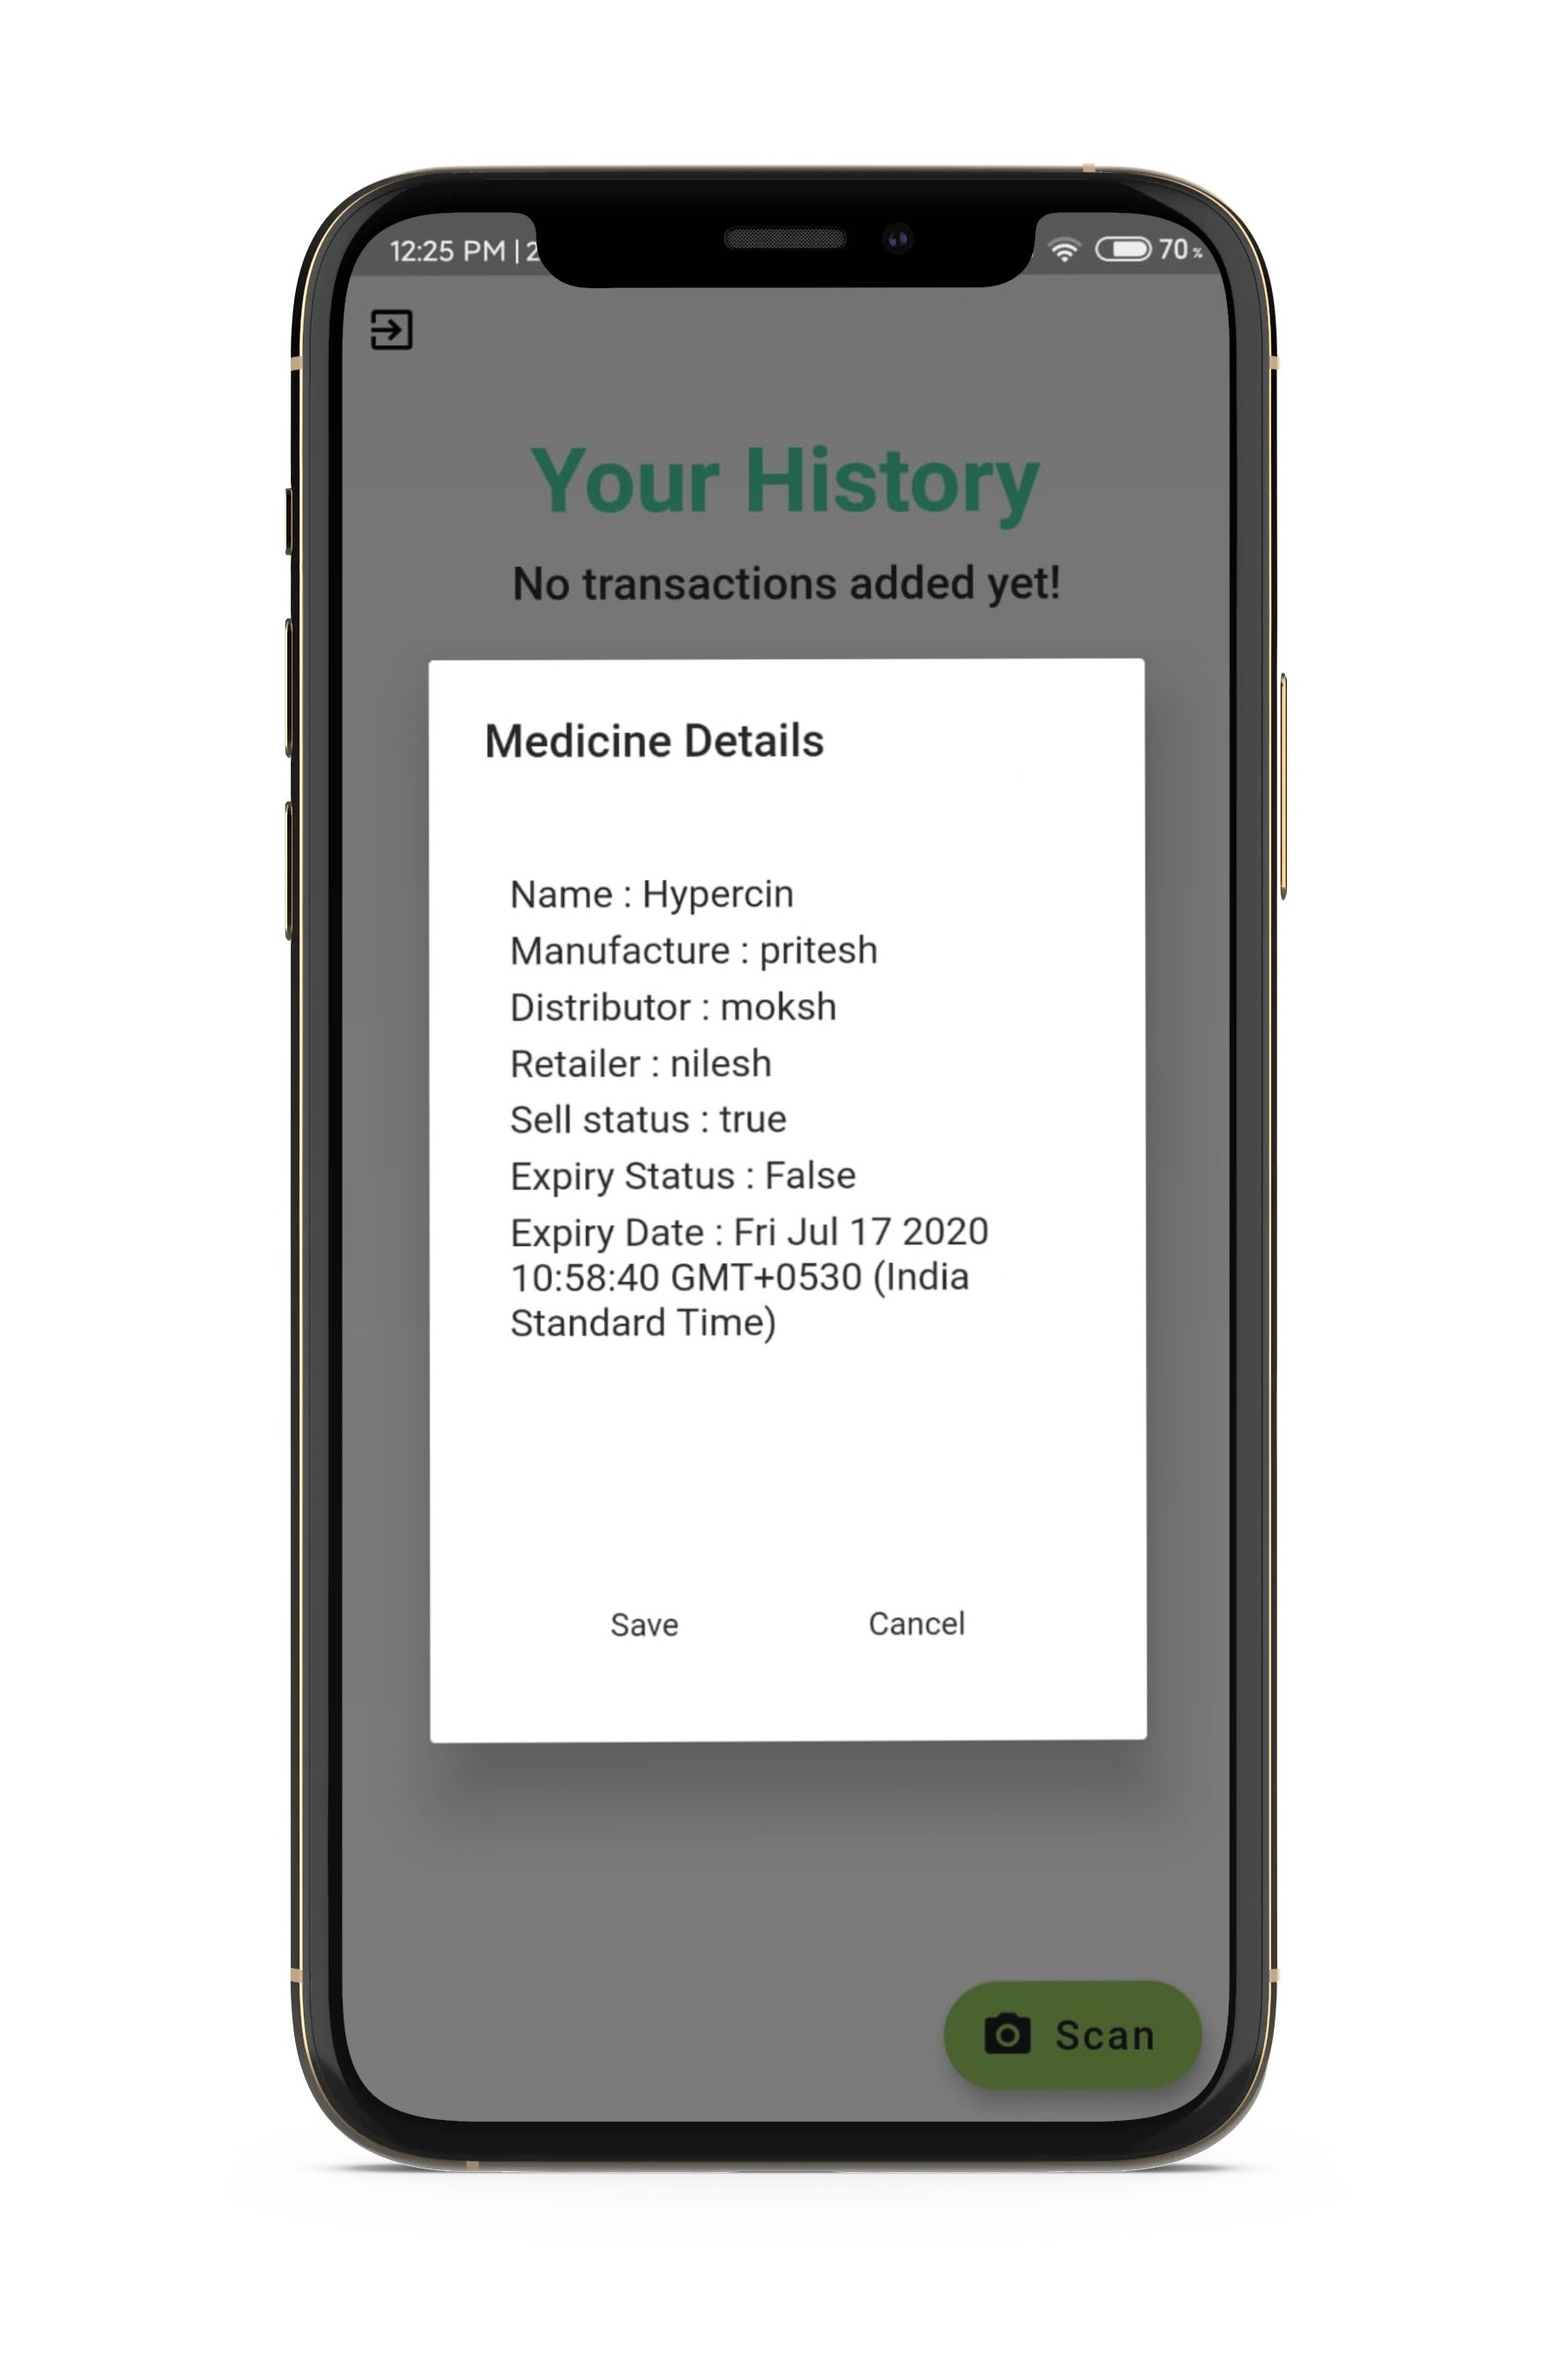 12:25 PM | 2
70%
Your History
No transactions added yet!
Medicine Details
Name : Hypercin
Manufacture : pritesh
Distributor : moksh
Retailer : nilesh
Sell status : true
Expiry Status : False
Expiry Date : Fri Jul 17 2020
10:58:40 GMT+0530 (India
Standard Time)
Save
Cancel
Scan